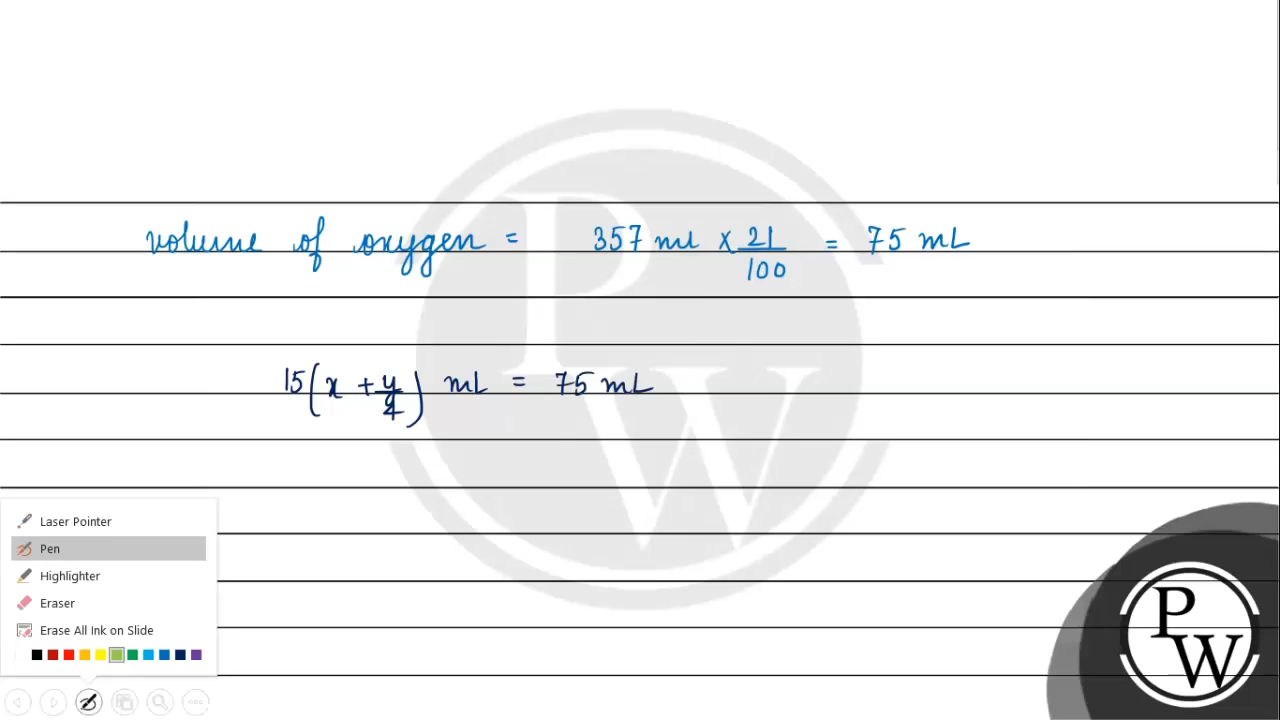 volume of oxygen = 357 ml × 21/100 = 75 mL
15(x + y/4) mL = 75 mL
Laser Pointer
Pen
Highlighter
Eraser
Erase All Ink on Slide
P
W
P
W